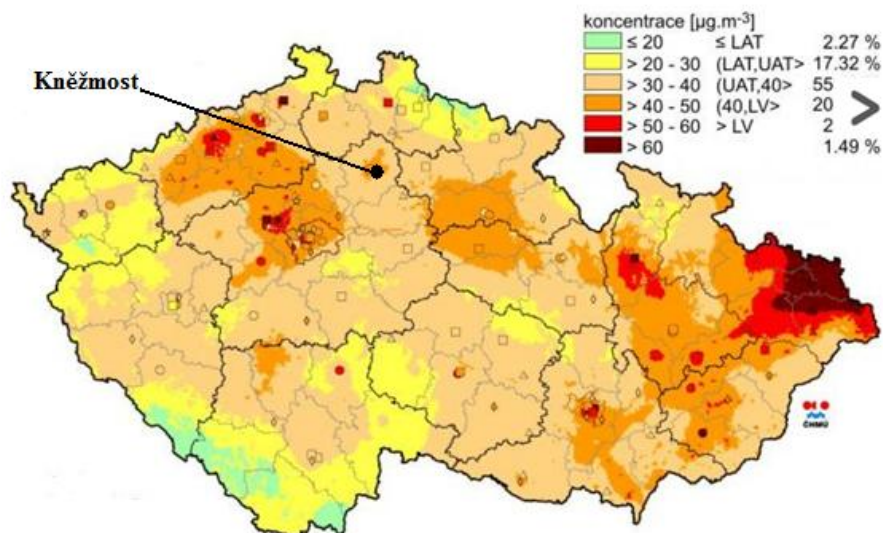 koncentrace [µg.m⁻³]
≤ 20 ≤ LAT 2.27 %
> 20 - 30 (LAT,UAT> 17.32 %
> 30 - 40 (UAT,40> 55
> 40 - 50 (40,LV> 20
> 50 - 60 > LV 2
> 60 1.49 %
>
Kněžmost
ČHMÚ